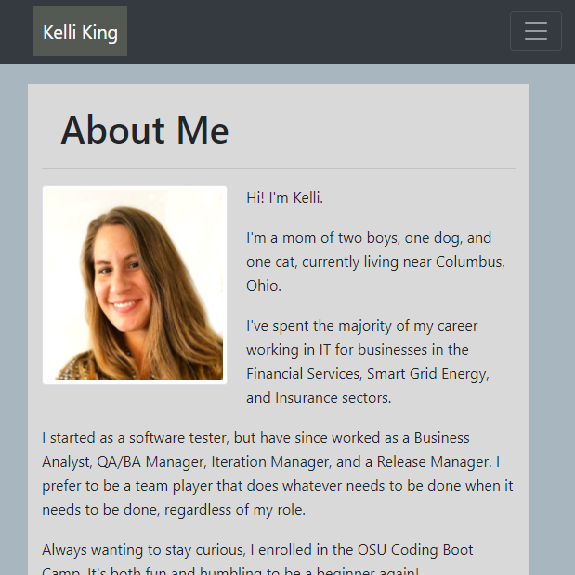 Kelli King
About Me
Hi! I'm Kelli.
I'm a mom of two boys, one dog, and
one cat, currently living near Columbus,
Ohio.
I've spent the majority of my career
working in IT for businesses in the
Financial Services, Smart Grid Energy,
and Insurance sectors.
I started as a software tester, but have since worked as a Business
Analyst, QA/BA Manager, Iteration Manager, and a Release Manager. I
prefer to be a team player that does whatever needs to be done when it
needs to be done, regardless of my role.
Always wanting to stay curious, I enrolled in the OSU Coding Boot
Camp. It's both fun and humbling to be a beginner again!